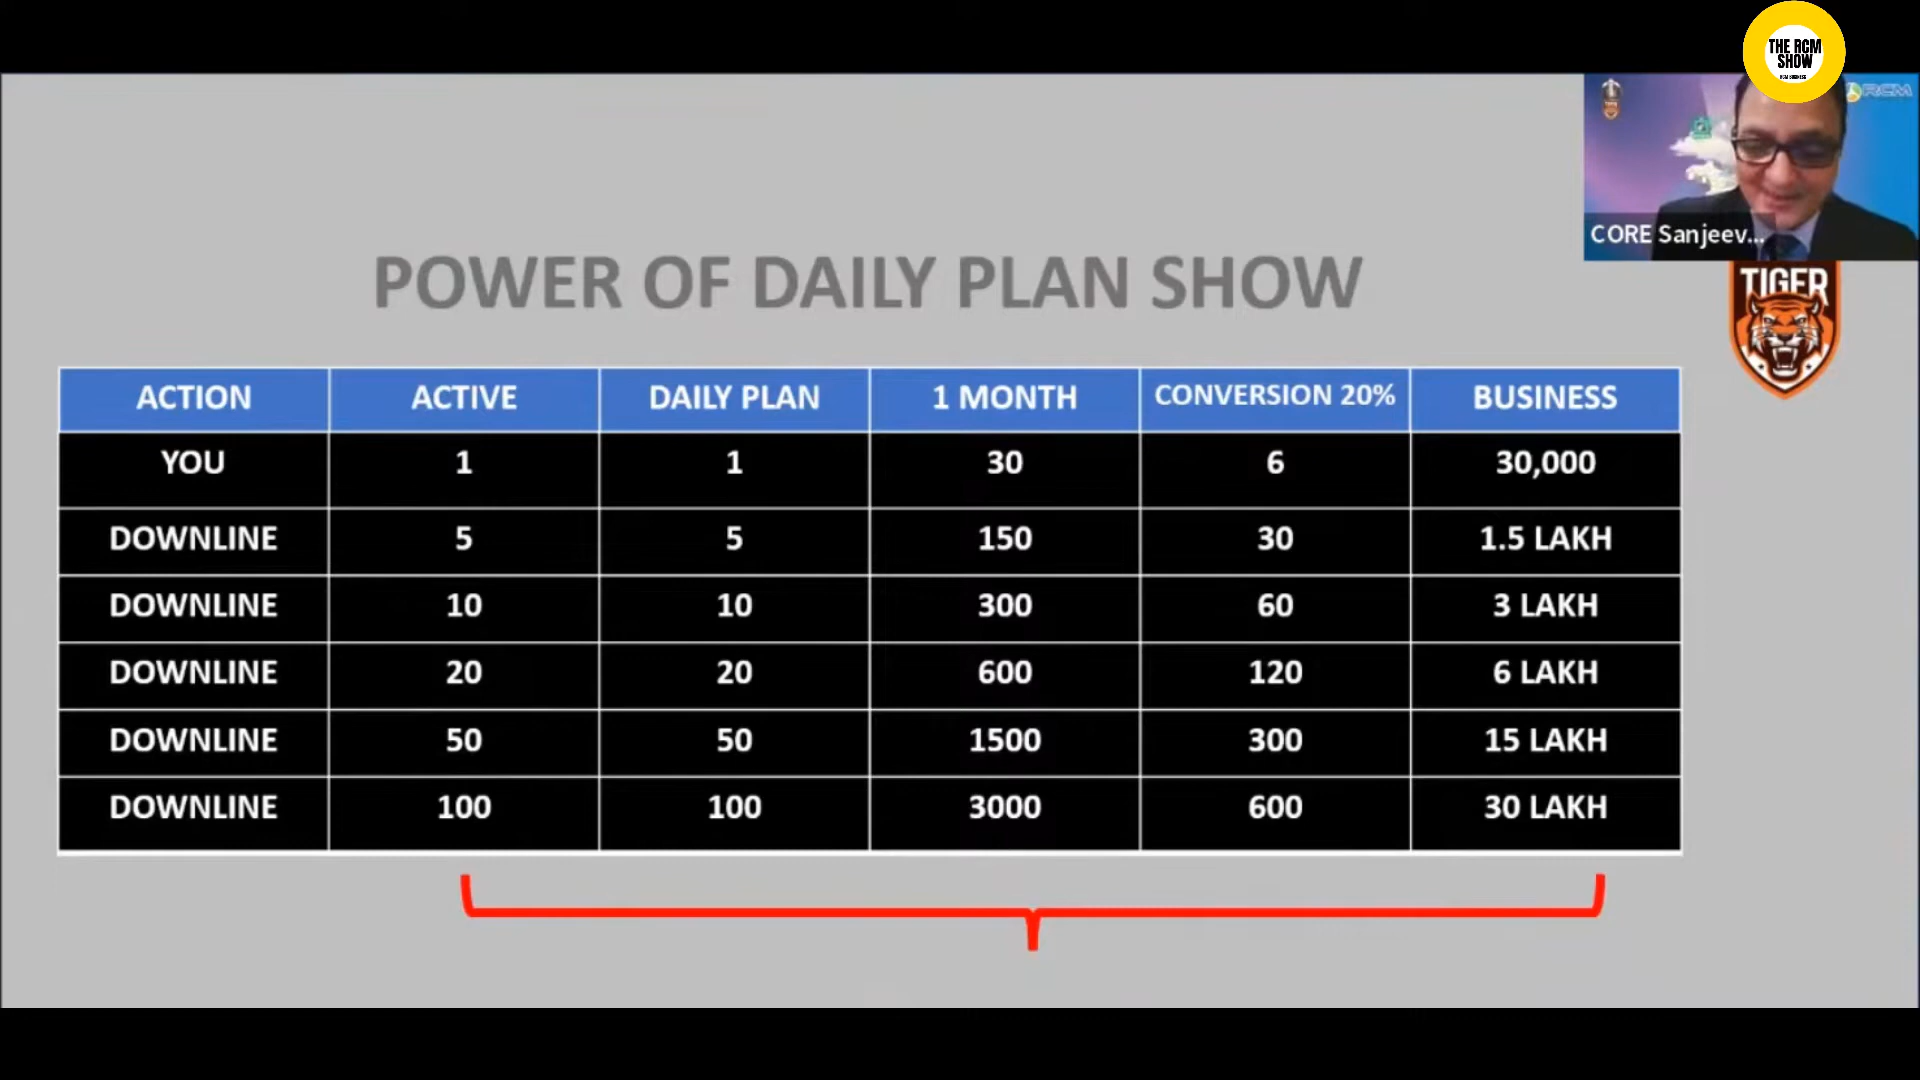 THE RCM
SHOW
RCM BUSINESS
RCM
CORE Sanjeev...
TIGER
POWER OF DAILY PLAN SHOW
ACTION ACTIVE DAILY PLAN 1 MONTH CONVERSION 20% BUSINESS
YOU 1 1 30 6 30,000
DOWNLINE 5 5 150 30 1.5 LAKH
DOWNLINE 10 10 300 60 3 LAKH
DOWNLINE 20 20 600 120 6 LAKH
DOWNLINE 50 50 1500 300 15 LAKH
DOWNLINE 100 100 3000 600 30 LAKH